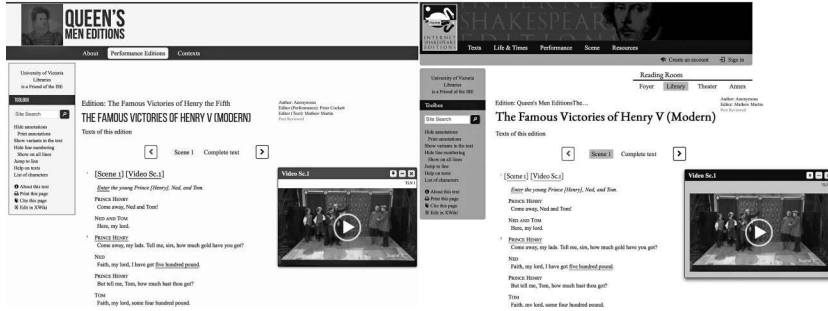 QUEEN'S
MEN EDITIONS
About Performance Editions Contexts
University of Victoria
Libraries
is a Friend of the ISE
TOOLBOX
Site Search
Hide annotations
Print annotations
Show variants in the text
Hide line numbering
Show on all lines
Jump to line
Help on texts
List of characters
About this text
Print this page
Cite this page
Edit in XWiki
Edition: The Famous Victories of Henry the Fifth
THE FAMOUS VICTORIES OF HENRY V (MODERN)
Texts of this edition
Author: Anonymous
Editor (Performance): Peter Cockett
Editor (Text): Mathew Martin
Peer Reviewed
< Scene 1 Complete text >
[Scene 1] [Video Sc.1]
Enter the young Prince [Henry], Ned, and Tom.
PRINCE HENRY
Come away, Ned and Tom!
NED AND TOM
Here, my lord.
PRINCE HENRY
Come away, my lads. Tell me, sirs, how much gold have you got?
NED
Faith, my lord, I have got five hundred pound.
PRINCE HENRY
But tell me, Tom, how much hast thou got?
TOM
Faith, my lord, some four hundred pound.
Video Sc.1
TLN 1
INTERNET
SHAKESPEARE
INTERNET
SHAKESPEARE
EDITIONS
Texts Life & Times Performance Scene Resources
Create an account Sign in
University of Victoria
Libraries
is a Friend of the ISE
Toolbox
Site Search
Hide annotations
Print annotations
Show variants in the text
Hide line numbering
Show on all lines
Jump to line
Help on texts
List of characters
About this text
Print this page
Cite this page
Edit in XWiki
Reading Room
Foyer Library Theater Annex
Edition: Queen's Men EditionsThe...
The Famous Victories of Henry V (Modern)
Texts of this edition
Author: Anonymous
Editor: Mathew Martin
Peer Reviewed
< Scene 1 Complete text >
[Scene 1] [Video Sc.1]
Enter the young Prince [Henry], Ned, and Tom.
PRINCE HENRY
Come away, Ned and Tom!
NED AND TOM
Here, my lord.
PRINCE HENRY
Come away, my lads. Tell me, sirs, how much gold have you got?
NED
Faith, my lord, I have got five hundred pound.
PRINCE HENRY
But tell me, Tom, how much hast thou got?
TOM
Faith, my lord, some four hundred pound.
Video Sc.1